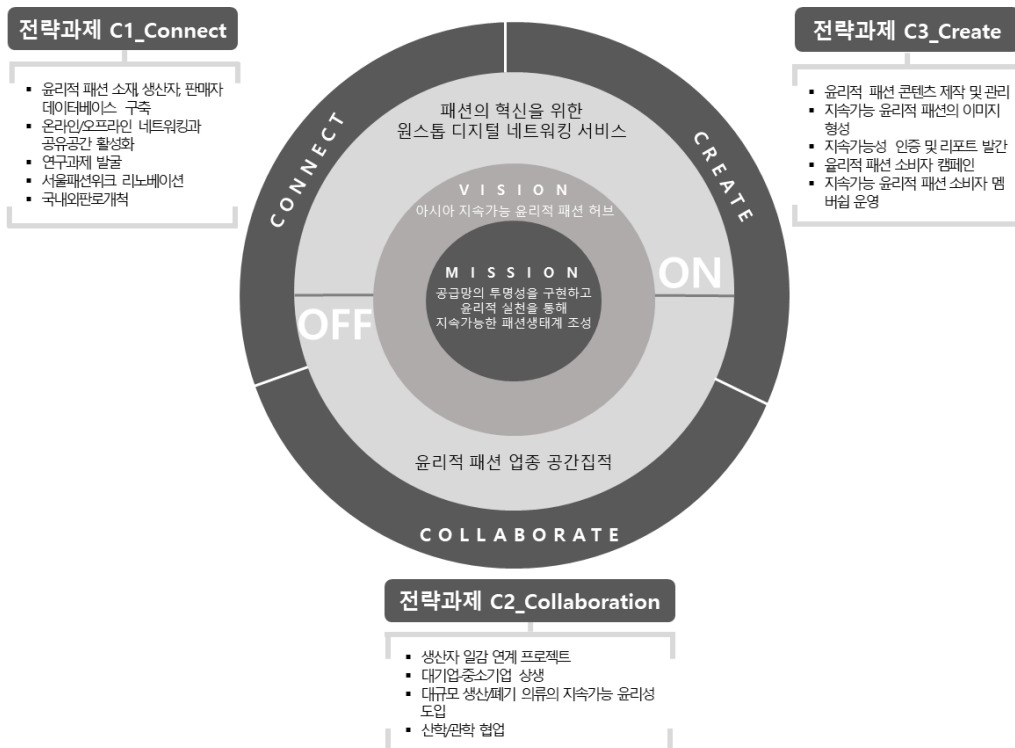 전략과제 C1_Connect
▪ 윤리적 패션 소재, 생산자, 판매자
데이터베이스 구축
▪ 온라인/오프라인 네트워킹과
공유공간 활성화
▪ 연구과제 발굴
▪ 서울패션위크 리노베이션
▪ 국내외판로개척
전략과제 C3_Create
▪ 윤리적 패션 콘텐츠 제작 및 관리
▪ 지속가능 윤리적 패션의 이미지
형성
▪ 지속가능성 인증 및 리포트 발간
▪ 윤리적 패션 소비자 캠페인
▪ 지속가능 윤리적 패션 소비자 멤
버쉽 운영
CONNECT
CREATE
패션의 혁신을 위한
원스톱 디지털 네트워킹 서비스
VISION
아시아 지속가능 윤리적 패션 허브
MISSION
공급망의 투명성을 구현하고
윤리적 실천을 통해
지속가능한 패션생태계 조성
ON
OFF
윤리적 패션 업종 공간집적
COLLABORATE
전략과제 C2_Collaboration
▪ 생산자 일감 연계 프로젝트
▪ 대기업-중소기업 상생
▪ 대규모 생산/폐기 의류의 지속가능 윤리성
도입
▪ 산학/관학 협업